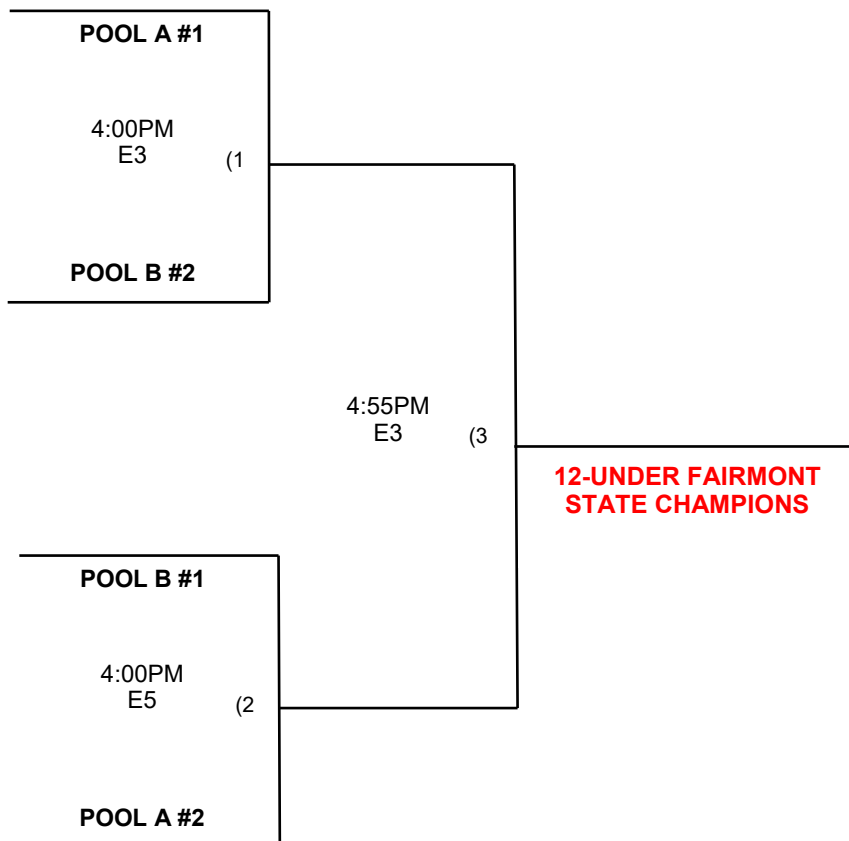 POOL A #1
4:00PM
E3
(1
POOL B #2
4:55PM
E3
(3
12-UNDER FAIRMONT
STATE CHAMPIONS
POOL B #1
4:00PM
E5
(2
POOL A #2